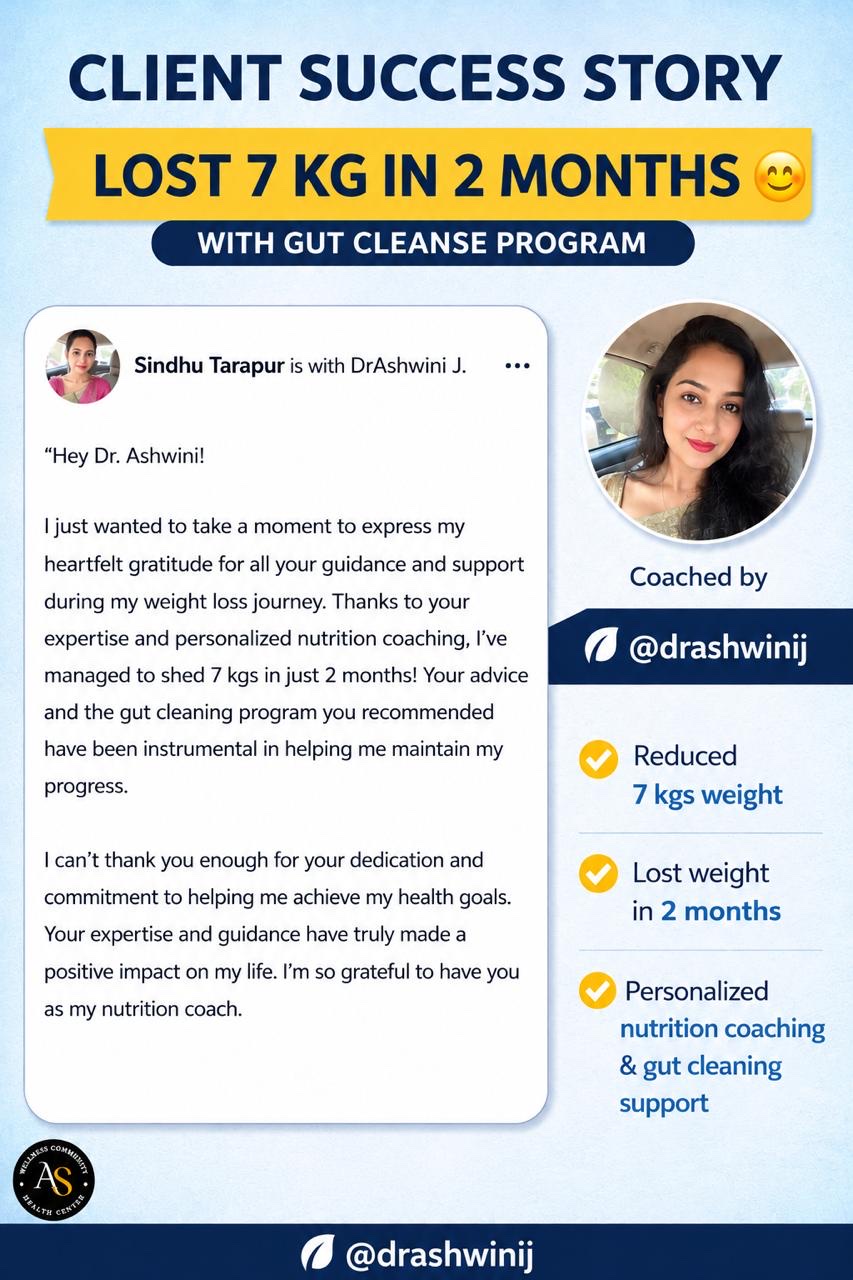 CLIENT SUCCESS STORY
LOST 7 KG IN 2 MONTHS 😊
WITH GUT CLEANSE PROGRAM
Sindhu Tarapur is with DrAshwini J. •••
“Hey Dr. Ashwini!
I just wanted to take a moment to express my
heartfelt gratitude for all your guidance and support
during my weight loss journey. Thanks to your
expertise and personalized nutrition coaching, I’ve
managed to shed 7 kgs in just 2 months! Your advice
and the gut cleaning program you recommended
have been instrumental in helping me maintain my
progress.
I can’t thank you enough for your dedication and
commitment to helping me achieve my health goals.
Your expertise and guidance have truly made a
positive impact on my life. I’m so grateful to have you
as my nutrition coach.
Coached by
@drashwinij
Reduced
7 kgs weight
Lost weight
in 2 months
Personalized
nutrition coaching
& gut cleaning
support
WELLNESS COMMUNITY
AS
HEALTH CENTER
@drashwinij